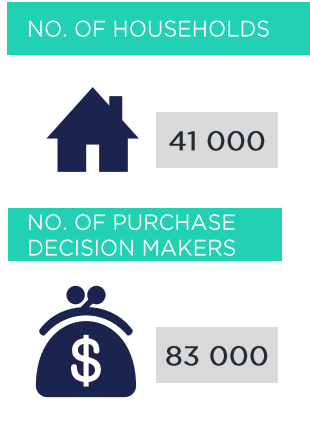 NO. OF HOUSEHOLDS
41 000
NO. OF PURCHASE
DECISION MAKERS
$
83 000